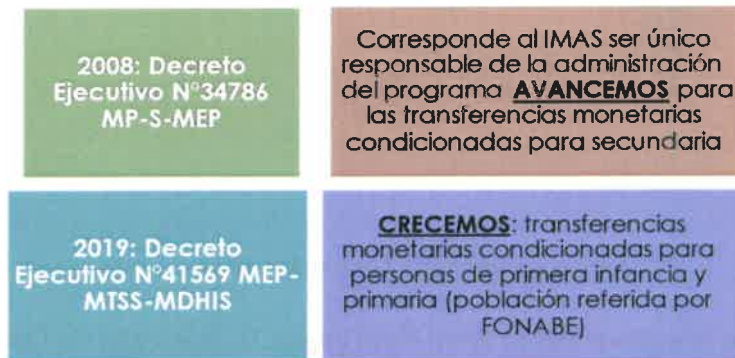 2008: Decreto
Ejecutivo N°34786
MP-S-MEP
Corresponde al IMAS ser único
responsable de la administración
del programa AVANCEMOS para
las transferencias monetarias
condicionadas para secundaria
2019: Decreto
Ejecutivo N°41569 MEP-
MTSS-MDHIS
CRECEMOS: transferencias
monetarias condicionadas para
personas de primera infancia y
primaria (población referida por
FONABE)